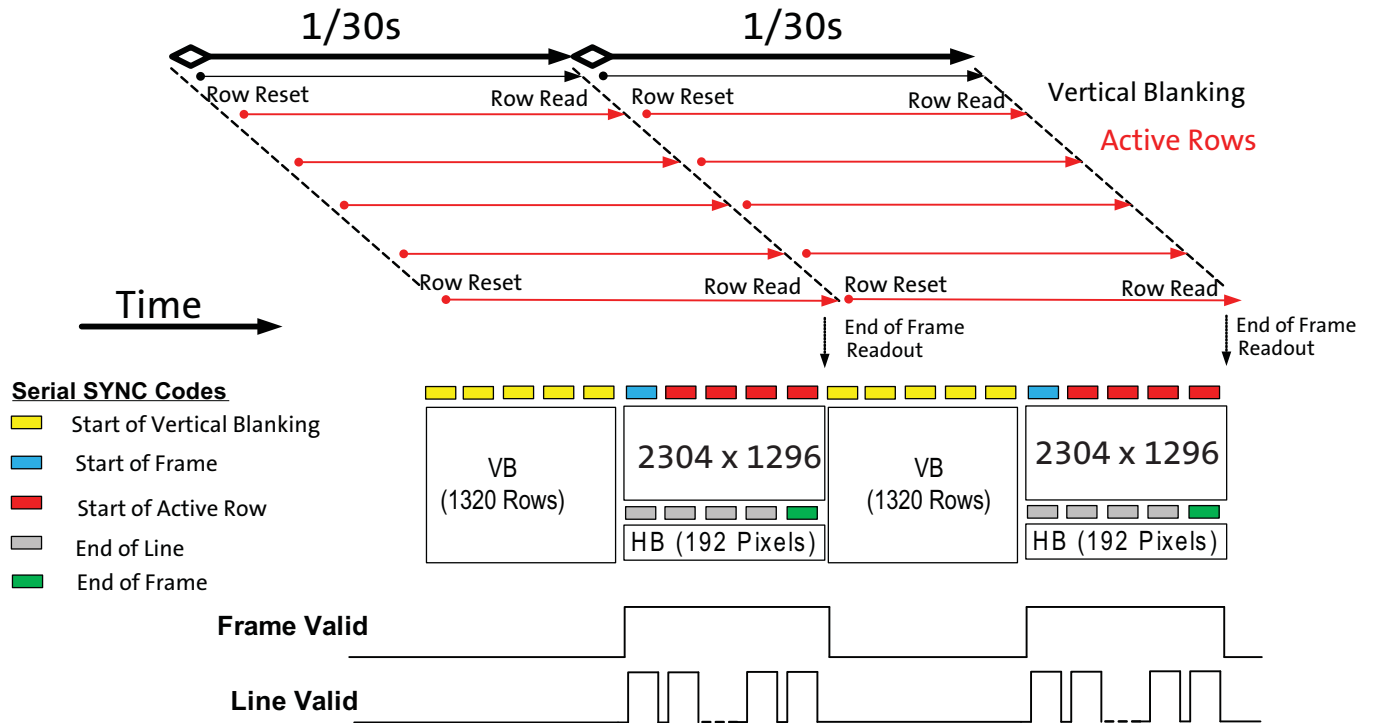 1/30s 1/30s
Row Reset Row Read Row Reset Row Read
Vertical Blanking
Active Rows
Row Reset Row Read Row Reset Row Read
Time
End of Frame
Readout
End of Frame
Readout
Serial SYNC Codes
Start of Vertical Blanking
Start of Frame
Start of Active Row
End of Line
End of Frame
VB
(1320 Rows)
2304 x 1296
HB (192 Pixels)
VB
(1320 Rows)
2304 x 1296
HB (192 Pixels)
Frame Valid
Line Valid